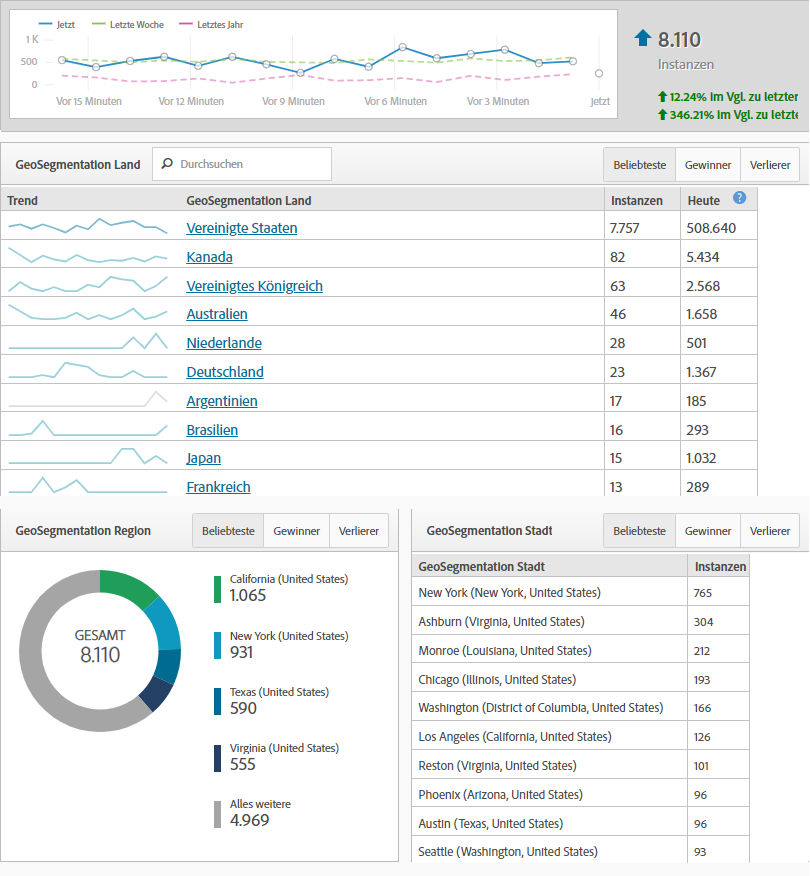 Jetzt Letzte Woche Letztes Jahr
1 K
500
0
Vor 15 Minuten Vor 12 Minuten Vor 9 Minuten Vor 6 Minuten Vor 3 Minuten jetzt
8.110
Instanzen
12.24% im Vgl. zu letzter
346.21% im Vgl. zu letzte
GeoSegmentation Land Durchsuchen Beliebteste Gewinner Verlierer
Trend GeoSegmentation Land Instanzen Heute ?
Vereinigte Staaten 7.757 508.640
Kanada 82 5.434
Vereinigtes Königreich 63 2.568
Australien 46 1.658
Niederlande 28 501
Deutschland 23 1.367
Argentinien 17 185
Brasilien 16 293
Japan 15 1.032
Frankreich 13 289
GeoSegmentation Region Beliebteste Gewinner Verlierer
GESAMT
8.110
California (United States)
1.065
New York (United States)
931
Texas (United States)
590
Virginia (United States)
555
Alles weitere
4.969
GeoSegmentation Stadt Beliebteste Gewinner Verlierer
GeoSegmentation Stadt Instanzen
New York (New York, United States) 765
Ashburn (Virginia, United States) 304
Monroe (Louisiana, United States) 212
Chicago (Illinois, United States) 193
Washington (District of Columbia, United States) 166
Los Angeles (California, United States) 126
Reston (Virginia, United States) 101
Phoenix (Arizona, United States) 96
Austin (Texas, United States) 96
Seattle (Washington, United States) 93